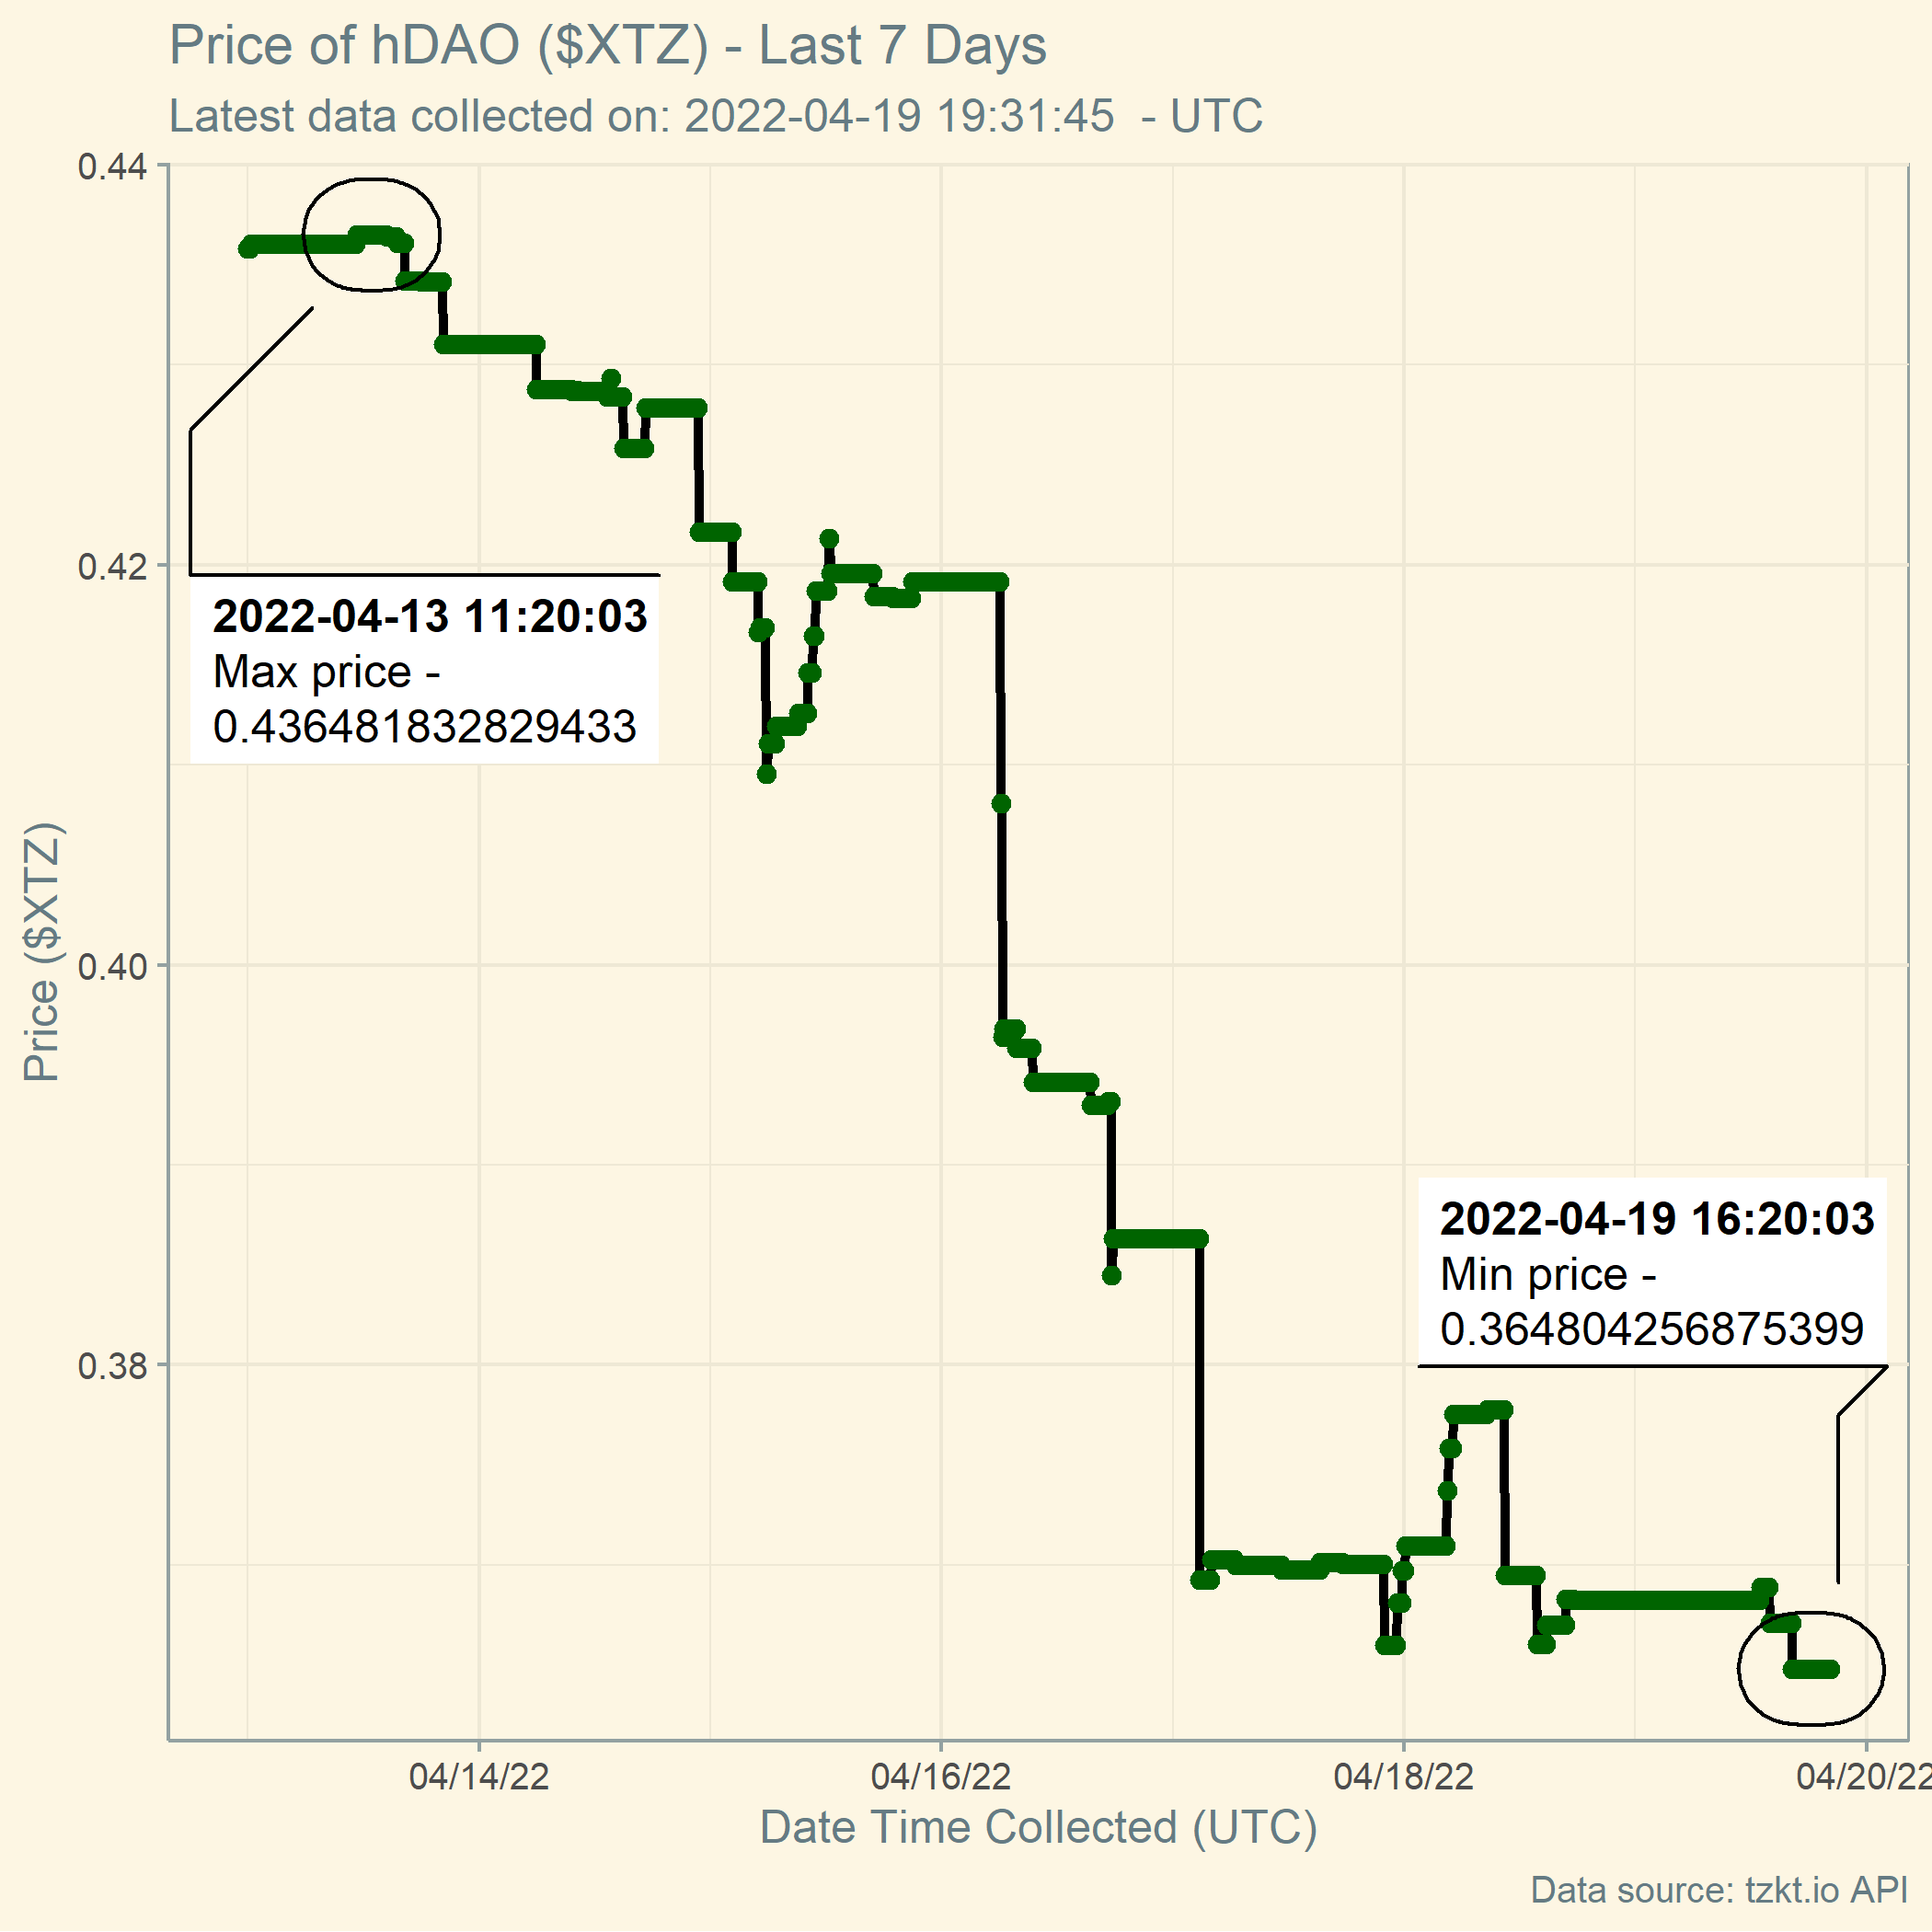 Price of hDAO ($XTZ) - Last 7 Days
Latest data collected on: 2022-04-19 19:31:45  - UTC
Price ($XTZ)
0.44
0.42
0.40
0.38
2022-04-13 11:20:03
Max price -
0.436481832829433
2022-04-19 16:20:03
Min price -
0.364804256875399
04/14/22
04/16/22
04/18/22
04/20/22
Date Time Collected (UTC)
Data source: tzkt.io API